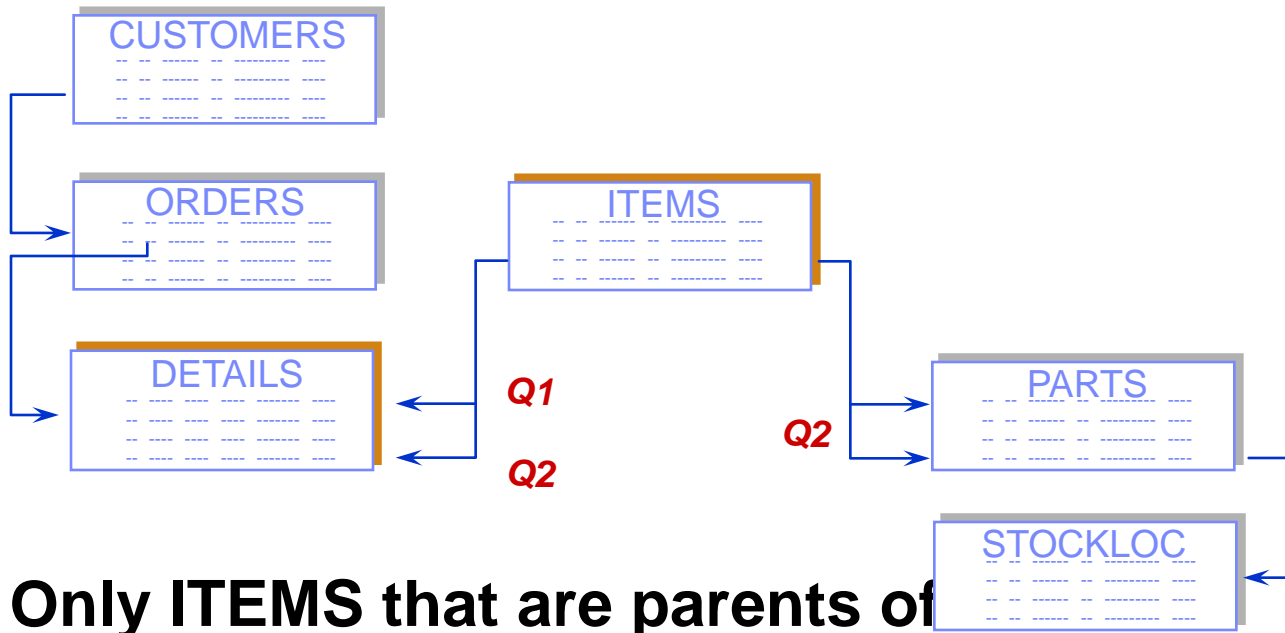 CUSTOMERS
ORDERS
ITEMS
DETAILS
Q1
Q2
Q2
PARTS
STOCKLOC
Only ITEMS that are parents of